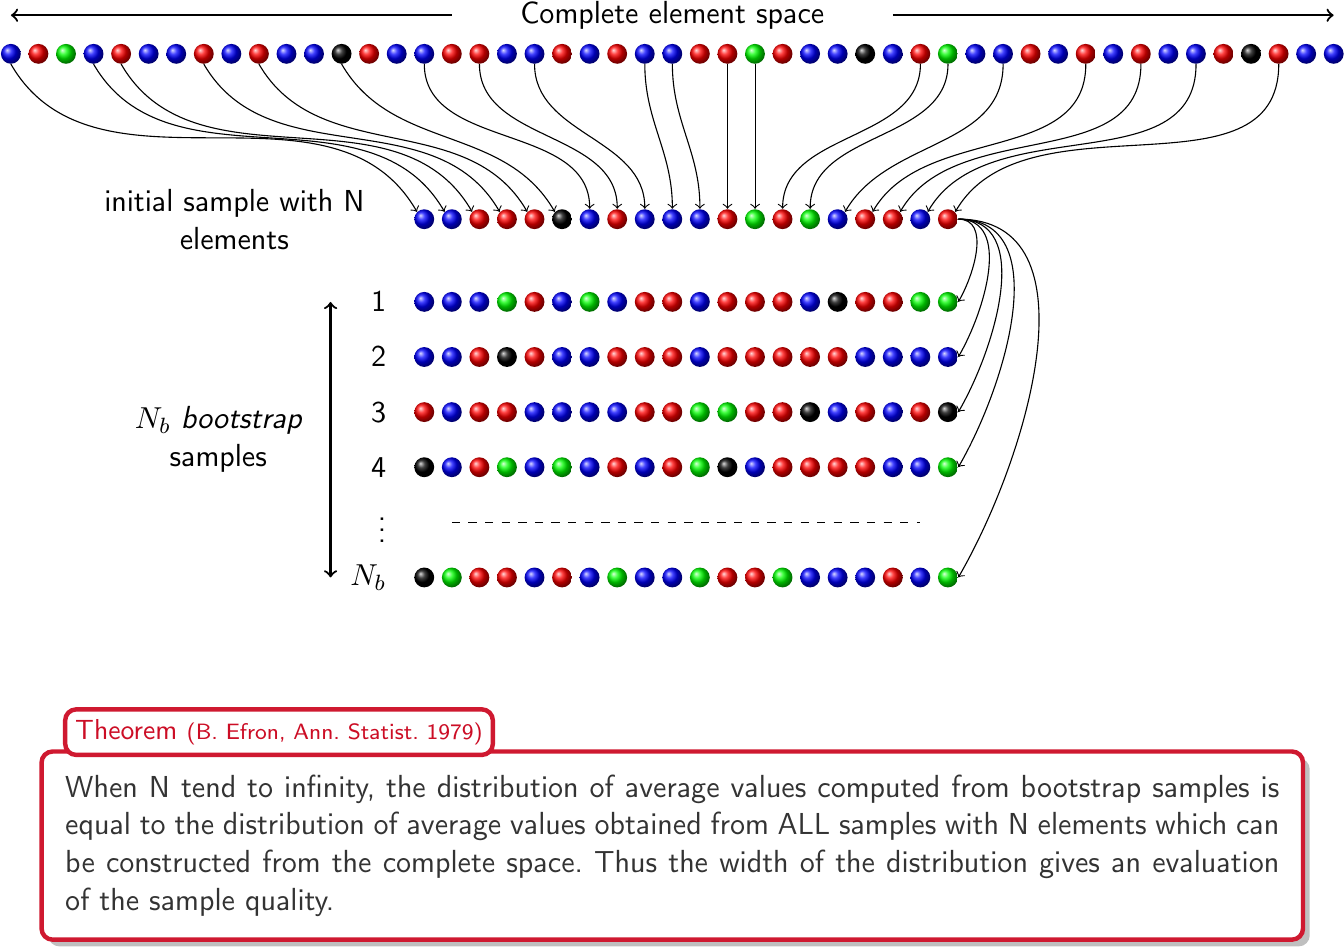 Complete element space
initial sample with N
elements
1
2
N_b bootstrap
samples
3
4
⋮
N_b
Theorem (B. Efron, Ann. Statist. 1979)
When N tend to infinity, the distribution of average values computed from bootstrap samples is
equal to the distribution of average values obtained from ALL samples with N elements which can
be constructed from the complete space. Thus the width of the distribution gives an evaluation
of the sample quality.